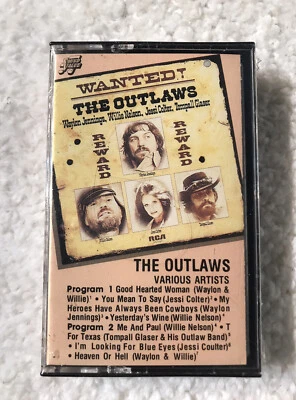 WANTED!
THE OUTLAWS
Waylon Jennings, Willie Nelson, Jessi Colter, Tompall Glaser
REWARD
REWARD
RCA
THE OUTLAWS
VARIOUS ARTISTS
Program 1 Good Hearted Woman (Waylon &
Willie) • You Mean To Say (Jessi Colter) • My
Heroes Have Always Been Cowboys (Waylon
Jennings) • Yesterday's Wine (Willie Nelson)
Program 2 Me And Paul (Willie Nelson) • T
For Texas (Tompall Glaser & His Outlaw Band)
• I'm Looking For Blue Eyes (Jessi Coulter)
• Heaven Or Hell (Waylon & Willie)